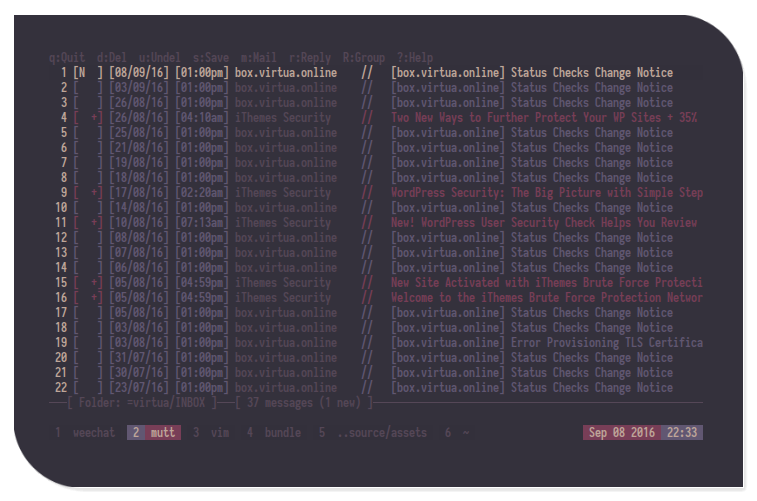 q:Quit  d:Del  u:Undel  s:Save  m:Mail  r:Reply  R:Group  ?:Help
1 [N  ] [08/09/16] [01:00pm] box.virtua.online    //   [box.virtua.online] Status Checks Change Notice
2 [   ] [03/09/16] [01:00pm] box.virtua.online    //   [box.virtua.online] Status Checks Change Notice
3 [   ] [26/08/16] [01:00pm] box.virtua.online    //   [box.virtua.online] Status Checks Change Notice
4 [  +] [26/08/16] [04:10am] iThemes Security     //   Two New Ways to Further Protect Your WP Sites + 35%
5 [   ] [25/08/16] [01:00pm] box.virtua.online    //   [box.virtua.online] Status Checks Change Notice
6 [   ] [21/08/16] [01:00pm] box.virtua.online    //   [box.virtua.online] Status Checks Change Notice
7 [   ] [19/08/16] [01:00pm] box.virtua.online    //   [box.virtua.online] Status Checks Change Notice
8 [   ] [18/08/16] [01:00pm] box.virtua.online    //   [box.virtua.online] Status Checks Change Notice
9 [  +] [17/08/16] [02:20am] iThemes Security     //   WordPress Security: The Big Picture with Simple Step
10 [   ] [14/08/16] [01:00pm] box.virtua.online    //   [box.virtua.online] Status Checks Change Notice
11 [  +] [10/08/16] [07:13am] iThemes Security     //   New! WordPress User Security Check Helps You Review
12 [   ] [08/08/16] [01:00pm] box.virtua.online    //   [box.virtua.online] Status Checks Change Notice
13 [   ] [07/08/16] [01:00pm] box.virtua.online    //   [box.virtua.online] Status Checks Change Notice
14 [   ] [06/08/16] [01:00pm] box.virtua.online    //   [box.virtua.online] Status Checks Change Notice
15 [  +] [05/08/16] [04:59pm] iThemes Security     //   New Site Activated with iThemes Brute Force Protecti
16 [  +] [05/08/16] [04:59pm] iThemes Security     //   Welcome to the iThemes Brute Force Protection Networ
17 [   ] [05/08/16] [01:00pm] box.virtua.online    //   [box.virtua.online] Status Checks Change Notice
18 [   ] [03/08/16] [01:00pm] box.virtua.online    //   [box.virtua.online] Status Checks Change Notice
19 [   ] [03/08/16] [01:00pm] box.virtua.online    //   [box.virtua.online] Error Provisioning TLS Certifica
20 [   ] [31/07/16] [01:00pm] box.virtua.online    //   [box.virtua.online] Status Checks Change Notice
21 [   ] [30/07/16] [01:00pm] box.virtua.online    //   [box.virtua.online] Status Checks Change Notice
22 [   ] [23/07/16] [01:00pm] box.virtua.online    //   [box.virtua.online] Status Checks Change Notice
───[ Folder: =virtua/INBOX ]───[ 37 messages (1 new) ]───
1  weechat  2  mutt  3  vim  4  bundle  5  ..source/assets  6  ~  Sep 08 2016  22:33